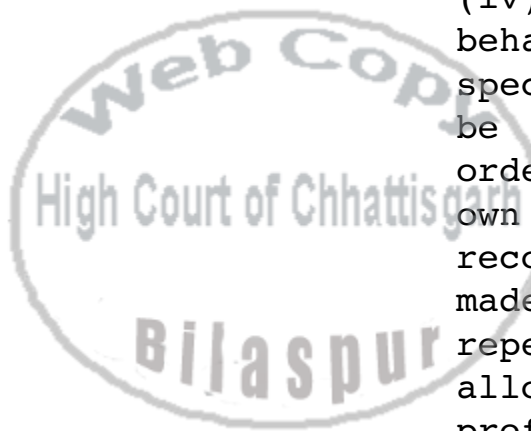 (iv)
beha
spec
be
orde
own
reco
made
repe
allo
prof
Web Copy
High Court of Chhattisgarh
Bilaspur